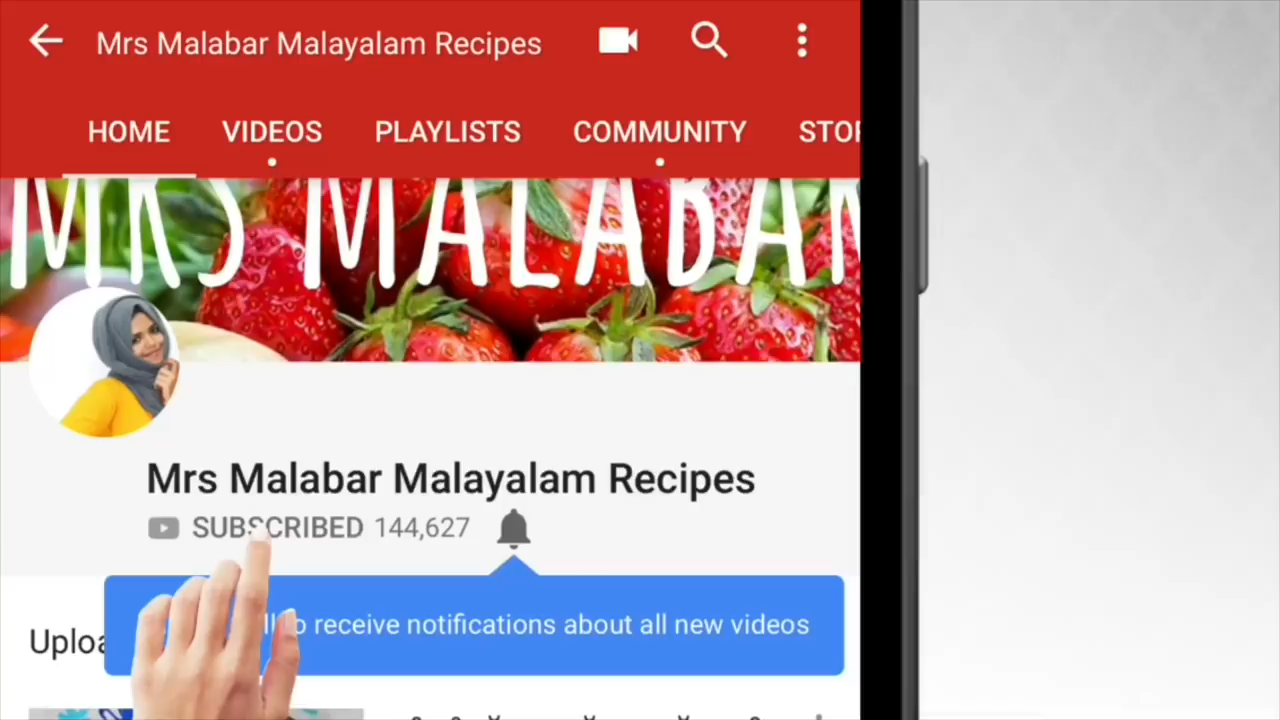 Mrs Malabar Malayalam Recipes
HOME VIDEOS PLAYLISTS COMMUNITY
MRS MALABAR
Mrs Malabar Malayalam Recipes
SUBSCRIBED 144,627
to receive notifications about all new videos